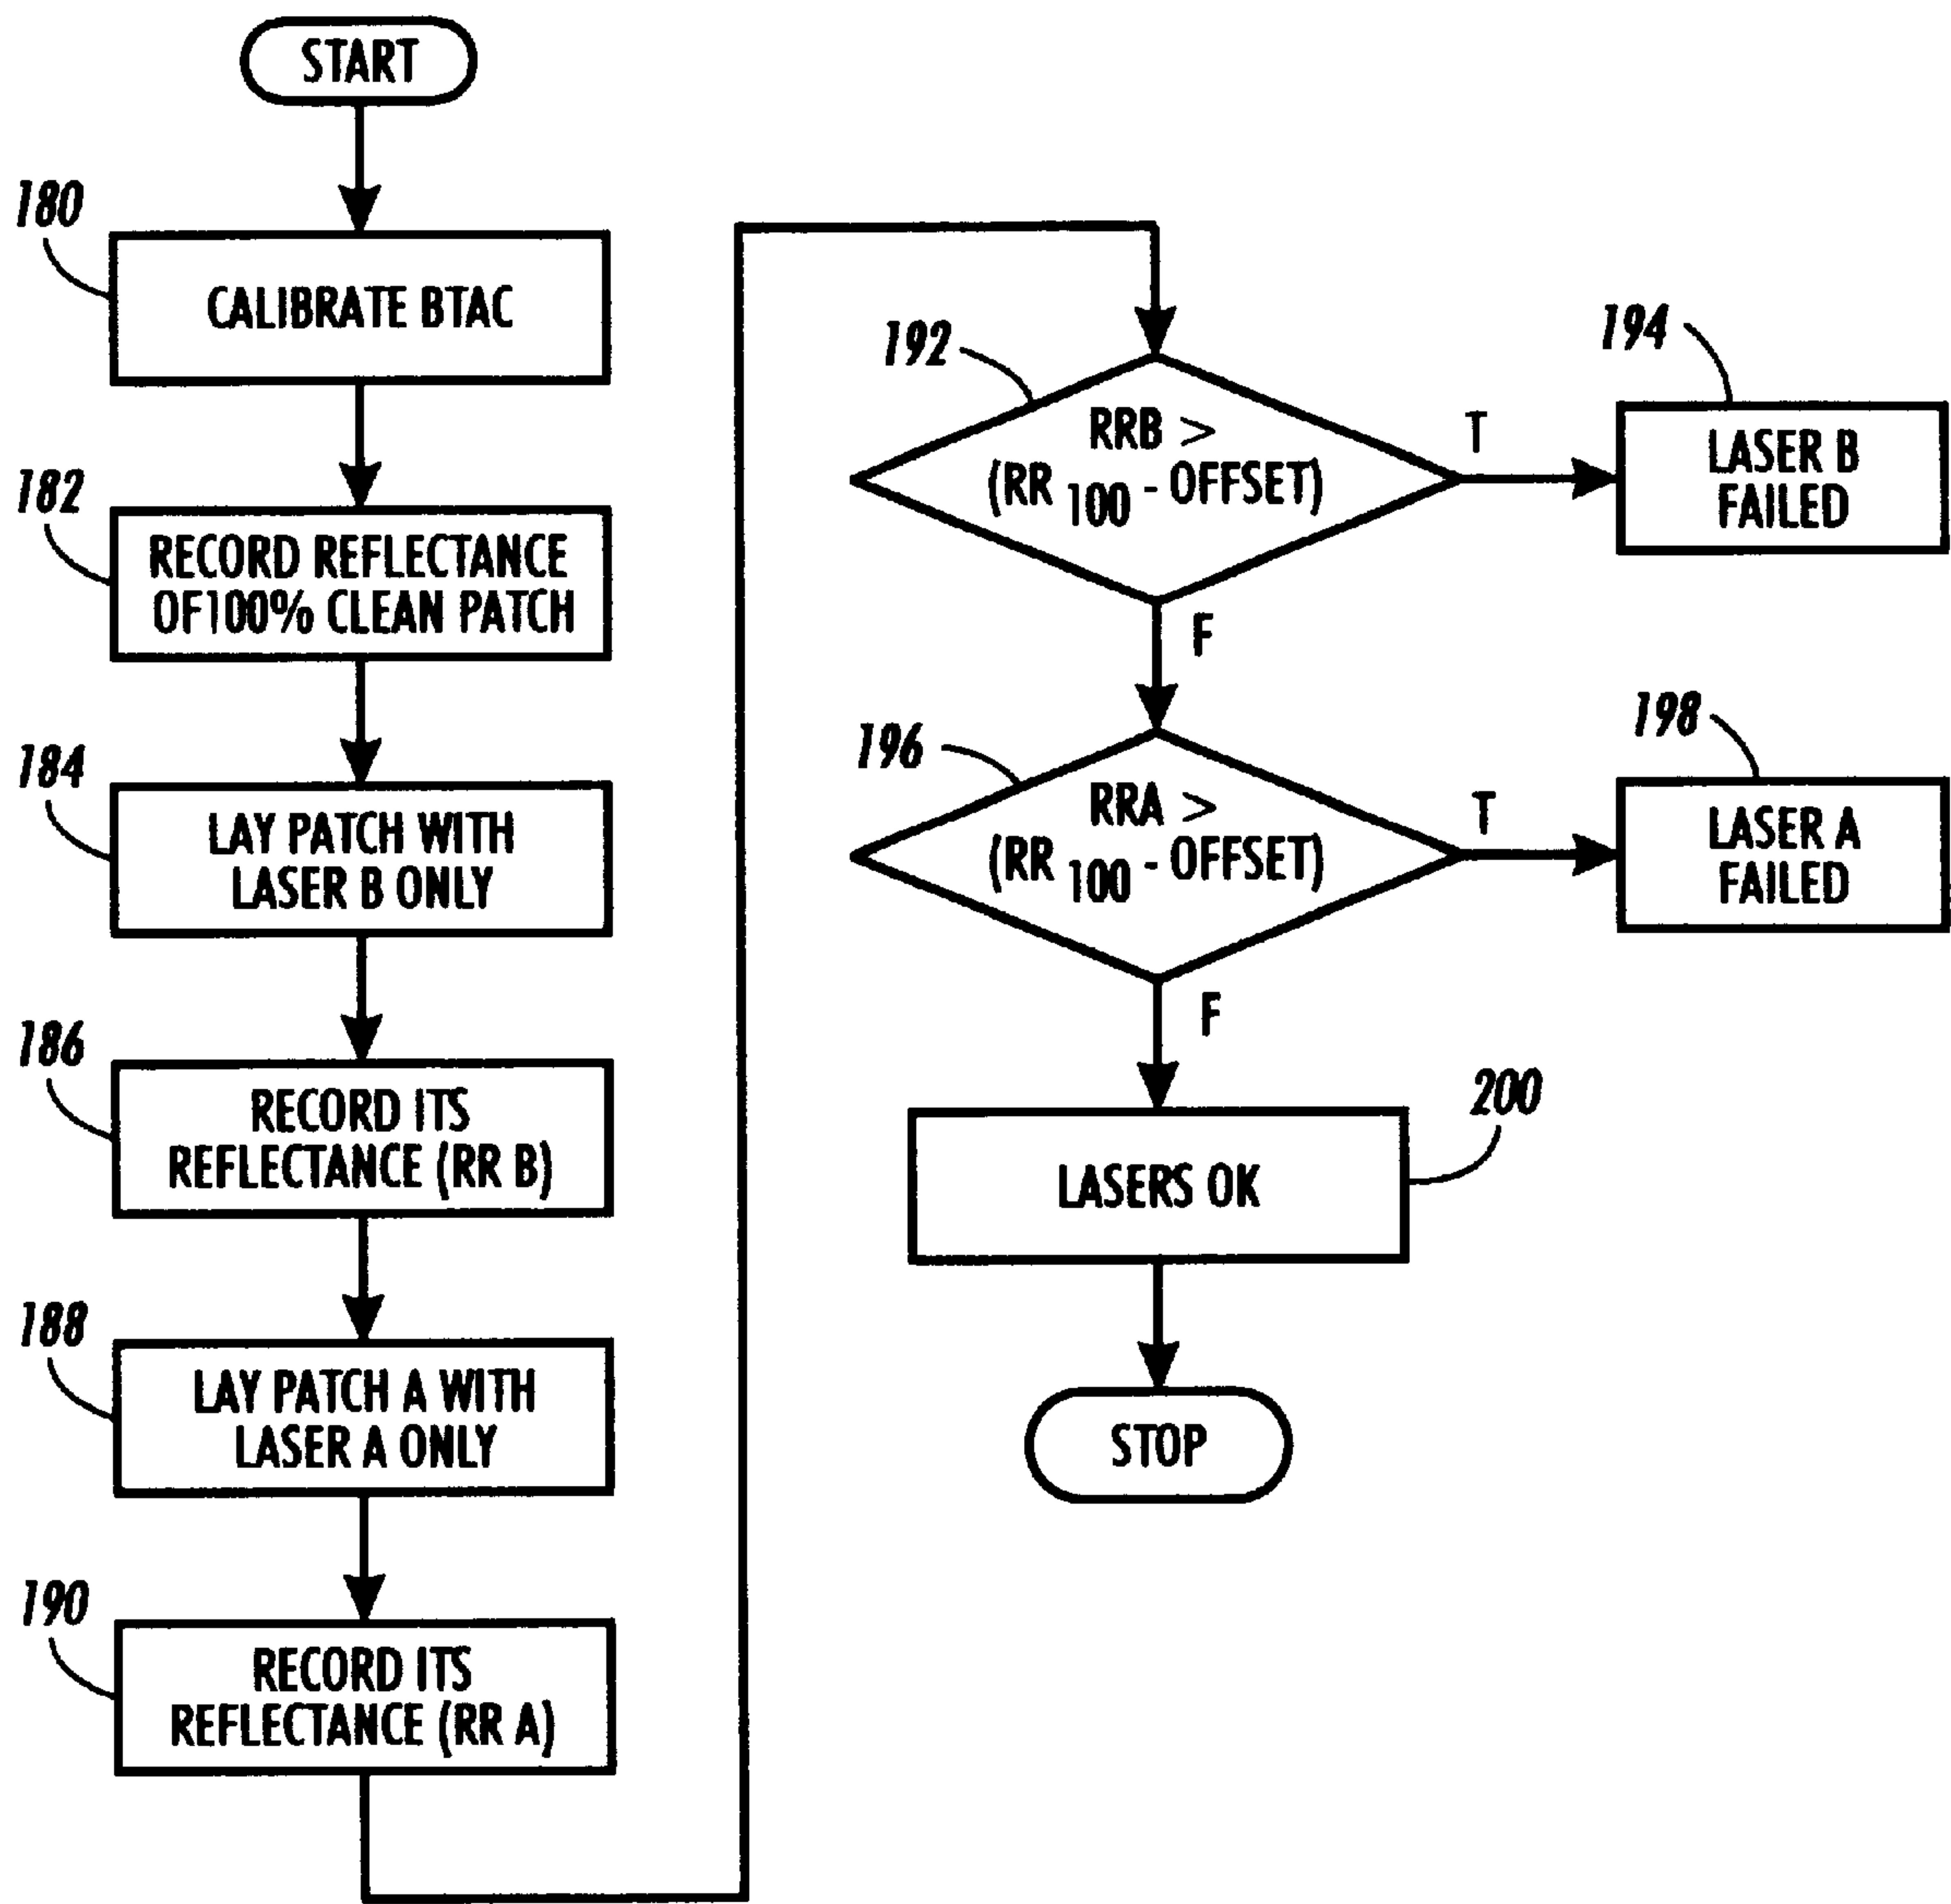 START
180
CALIBRATE BTAC
182
RECORD REFLECTANCE
OF100% CLEAN PATCH
184
LAY PATCH WITH
LASER B ONLY
186
RECORD ITS
REFLECTANCE (RR B)
188
LAY PATCH A WITH
LASER A ONLY
190
RECORD ITS
REFLECTANCE (RR A)
192
RRB >
(RR 100 - OFFSET)
T
194
LASER B
FAILED
F
196
RRA >
(RR 100 - OFFSET)
T
198
LASER A
FAILED
F
200
LASERS OK
STOP